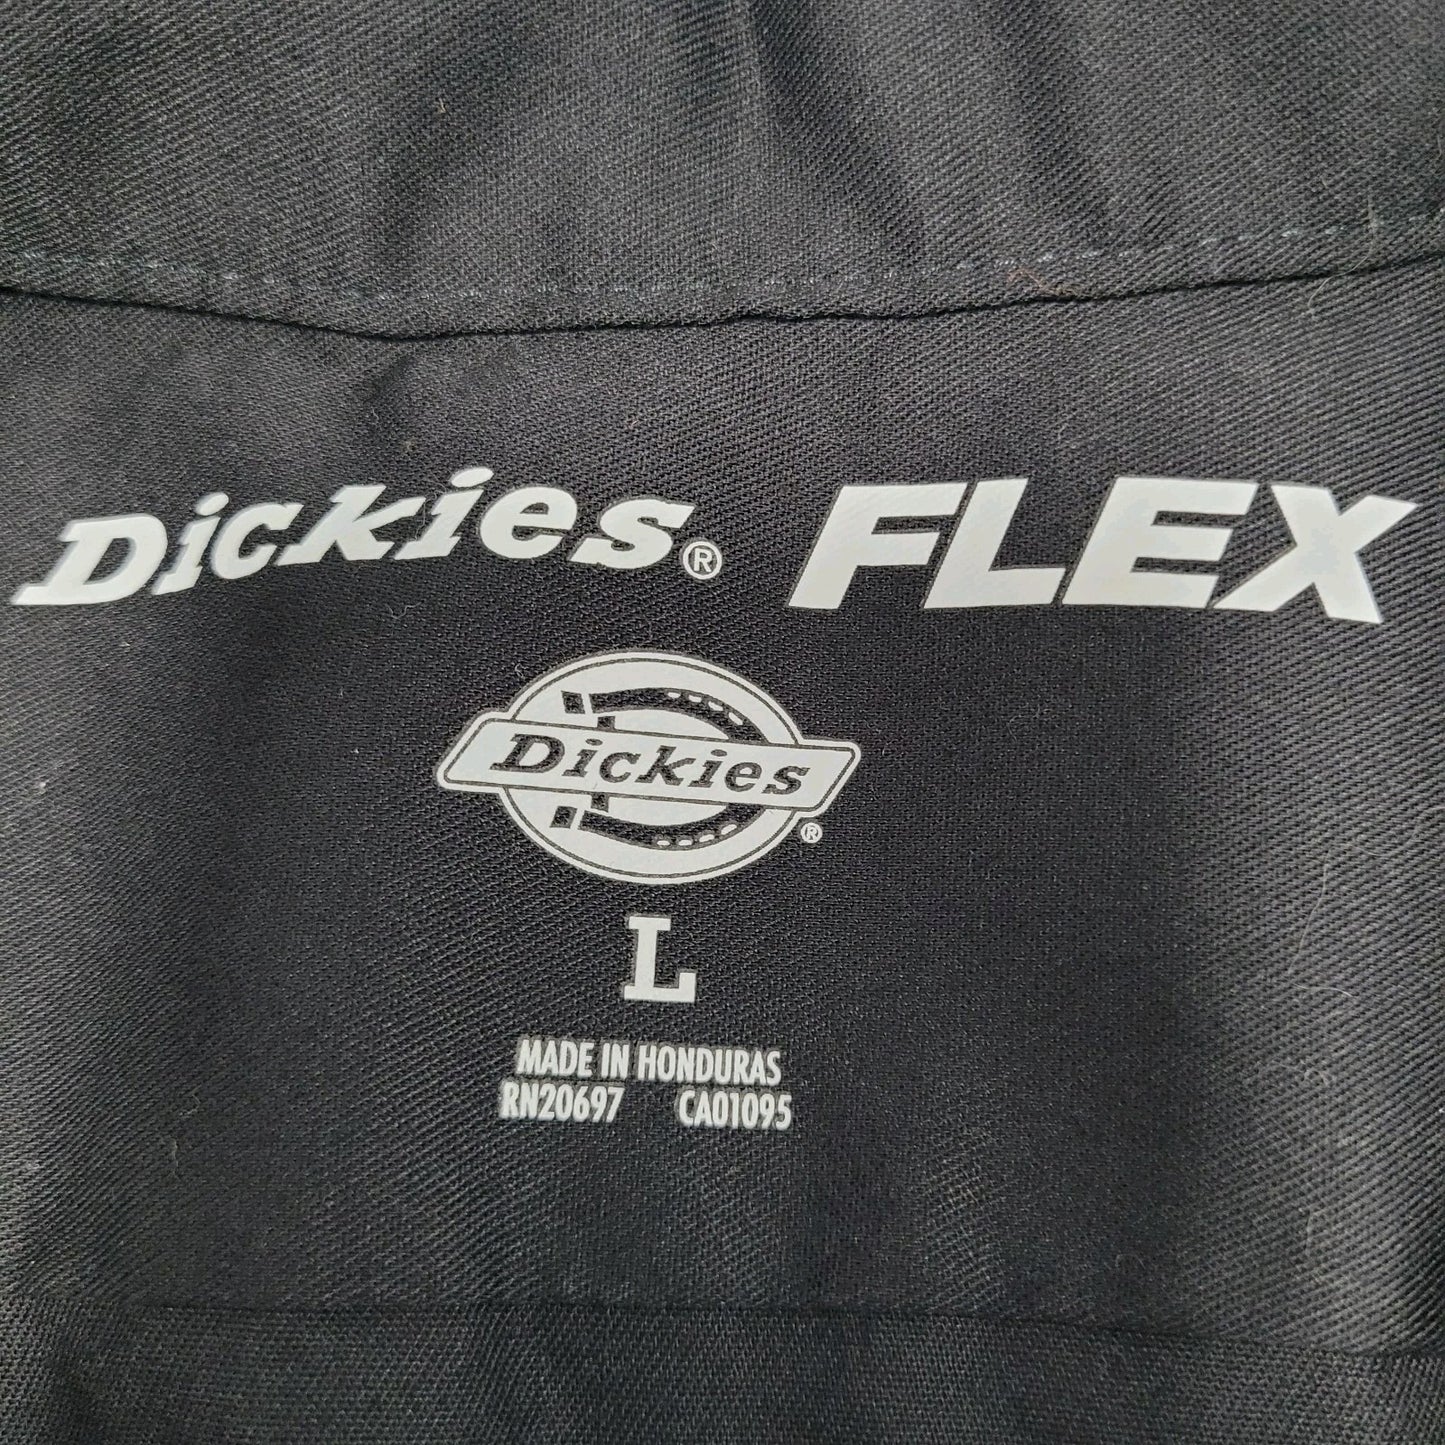 Dickies® FLEX
Dickies®
L
MADE IN HONDURAS
RN20697 CA01095